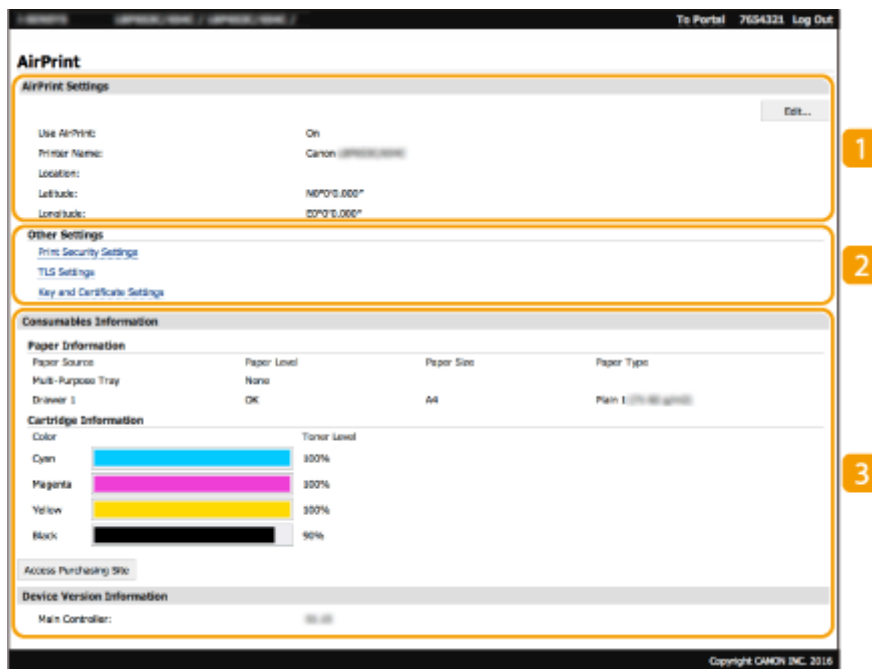 To Portal 7654321 Log Out
AirPrint
AirPrint Settings
Edit...
1
Use AirPrint: On
Printer Name: Canon
Location:
Latitude: N0°0'0.000"
Longitude: E0°0'0.000"
Other Settings
Print Security Settings
TLS Settings
Key and Certificate Settings
2
Consumables Information
Paper Information
Paper Source Paper Level Paper Size Paper Type
Multi-Purpose Tray None
Drawer 1 OK A4 Plain 1
Cartridge Information
Color Toner Level
Cyan 100%
Magenta 100%
3
Yellow 100%
Black 90%
Access Purchasing Site
Device Version Information
Main Controller:
Copyright CANON INC. 2016